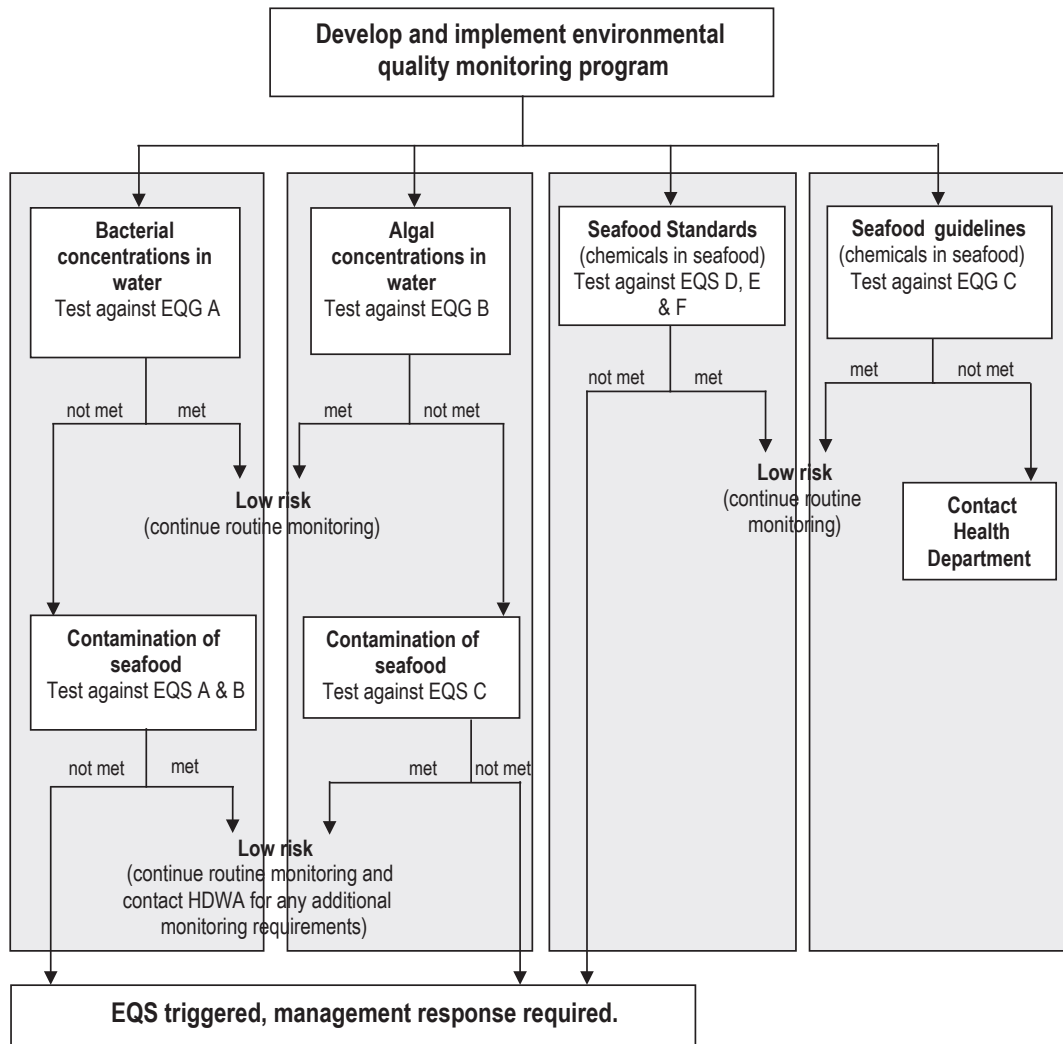 Develop and implement environmental
quality monitoring program
Bacterial
concentrations in
water
Test against EQG A
not met
met
Algal
concentrations in
water
Test against EQG B
met
not met
Low risk
(continue routine monitoring)
Contamination of
seafood
Test against EQS A & B
not met
met
Contamination of
seafood
Test against EQS C
met
not met
Low risk
(continue routine monitoring and
contact HDWA for any additional
monitoring requirements)
Seafood Standards
(chemicals in seafood)
Test against EQS D, E
& F
not met
met
Seafood guidelines
(chemicals in seafood)
Test against EQG C
met
not met
Low risk
(continue routine
monitoring)
Contact
Health
Department
EQS triggered, management response required.